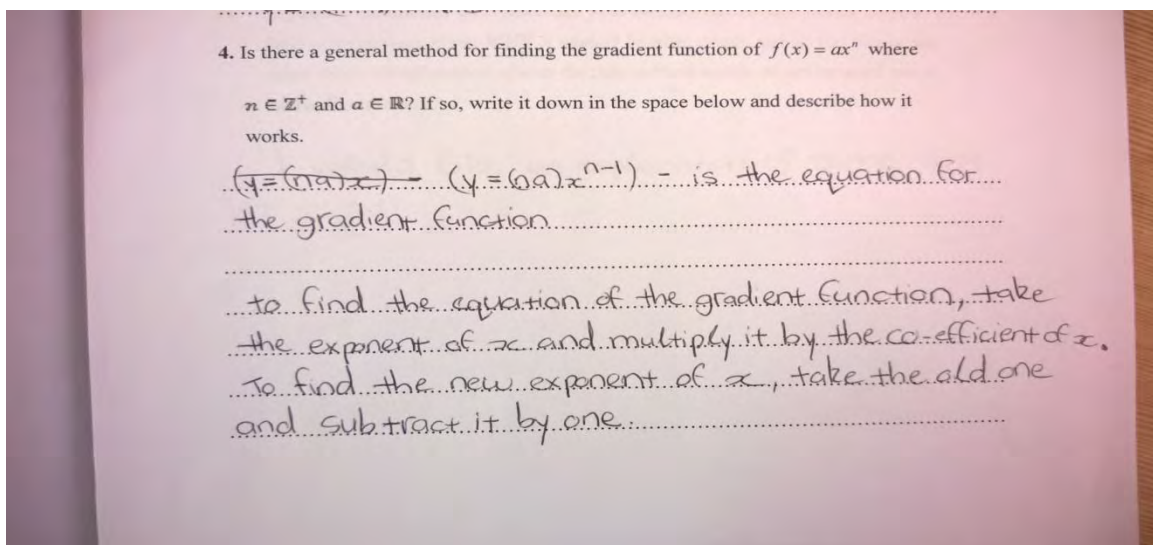 4. Is there a general method for finding the gradient function of f(x) = axⁿ where
n ∈ ℤ⁺ and a ∈ ℝ? If so, write it down in the space below and describe how it
works.
(y=(na)x) - (y=(na)xⁿ⁻¹) - is the equation for
the gradient function
to find the equation of the gradient function, take
the exponent of x and multiply it by the co-efficient of x.
To find the new exponent of x, take the old one
and subtract it by one.